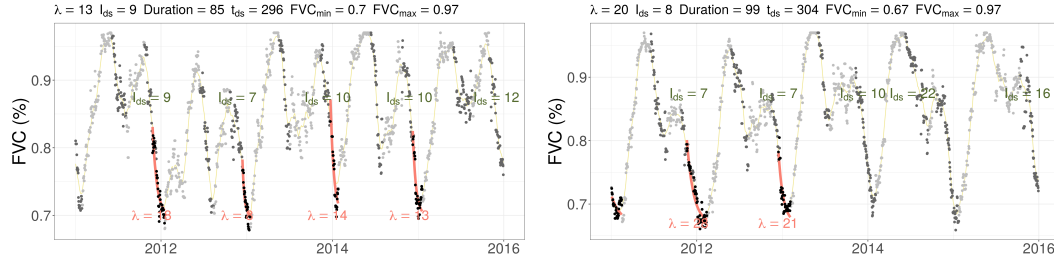 λ = 13 I_ds = 9 Duration = 85 t_ds = 296 FVC_min = 0.7 FVC_max = 0.97
FVC (%)
0.9
0.8
0.7
I_ds = 9
I_ds = 7
I_ds = 10
I_ds = 10
I_ds = 12
λ = 14
λ = 13
2012
2014
2016
λ = 20 I_ds = 8 Duration = 99 t_ds = 304 FVC_min = 0.67 FVC_max = 0.97
FVC (%)
0.9
0.8
0.7
I_ds = 7
I_ds = 7
I_ds = 10
I_ds = 22
I_ds = 16
λ = 21
2012
2014
2016